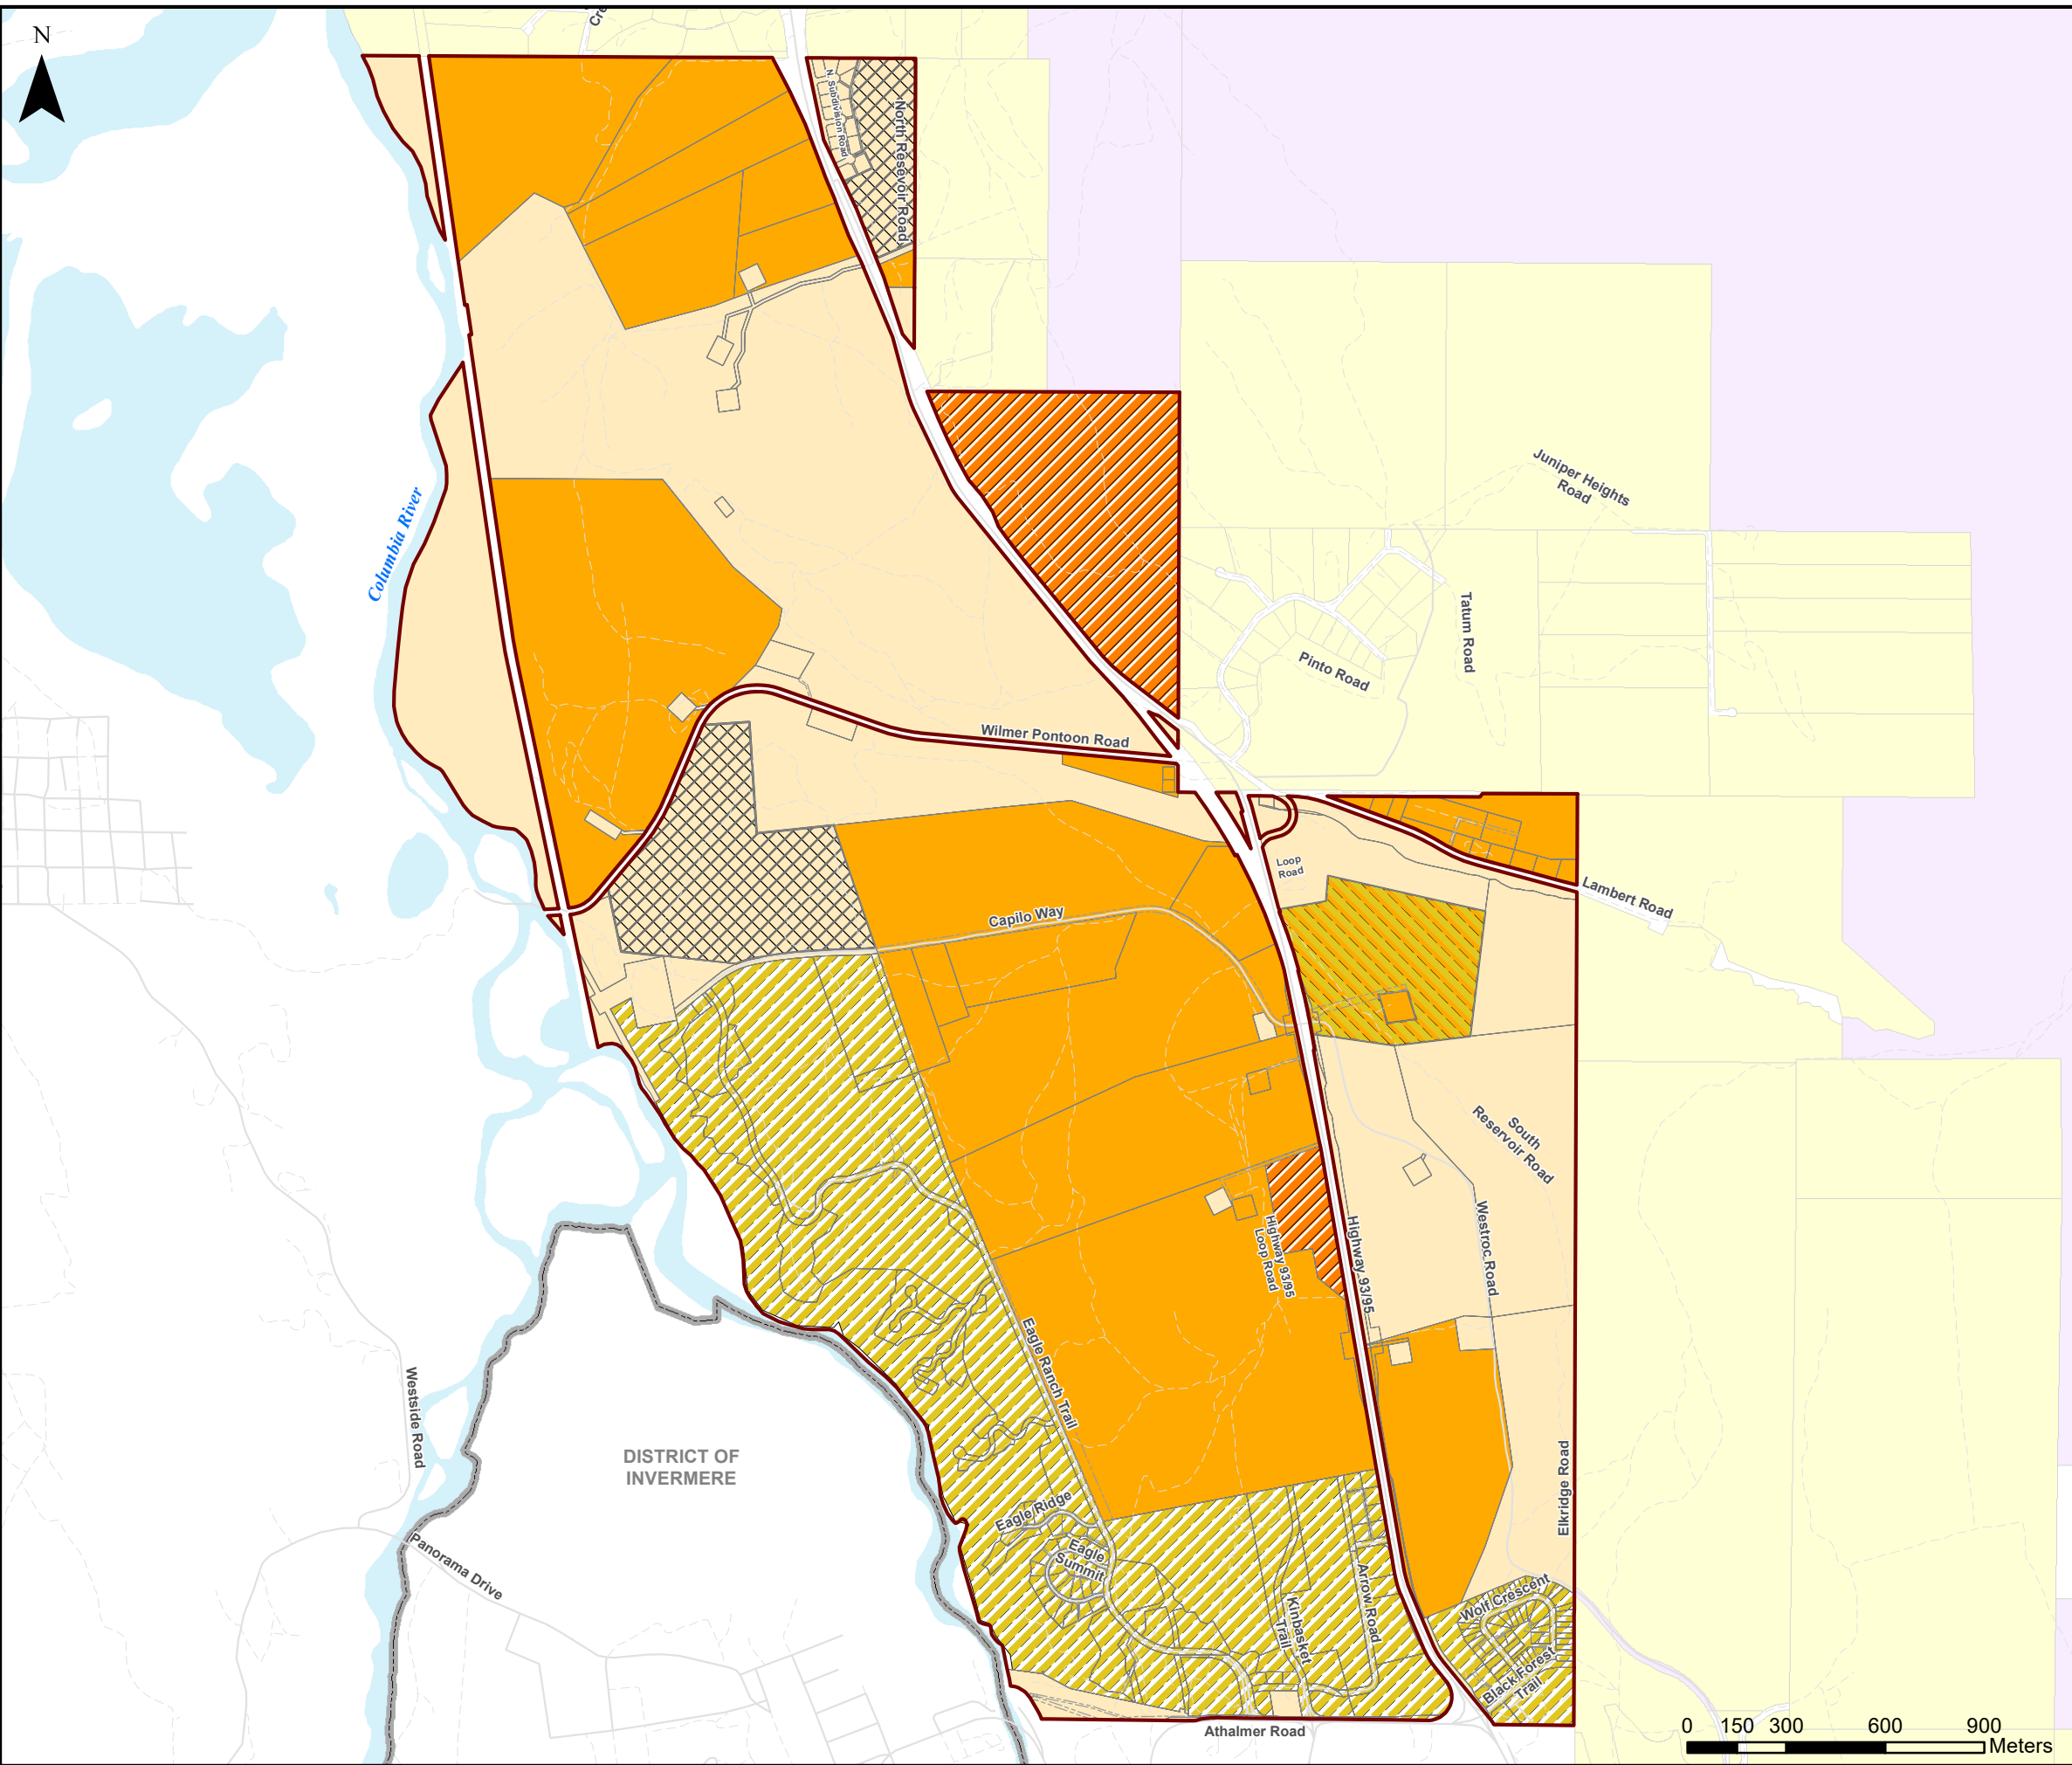 Cre
N
N. Subdivision Road
North Resevoir Road
Juniper Heights
Road
Columbia River
Tatum Road
Pinto Road
Wilmer Pontoon Road
Loop
Road
Lambert Road
Capilo Way
South
Reservoir Road
Westroc Road
Highway 93/95
Loop Road
Highway 93/95
Eagle Ranch Trail
Westside Road
DISTRICT OF
INVERMERE
Elkridge Road
Eagle Ridge
Eagle
Summit
Panorama Drive
Arrow Road
Kinbasket
Trail
Wolf Crescent
Black Forest
Trail
Athalmer Road
0 150 300 600 900
Meters